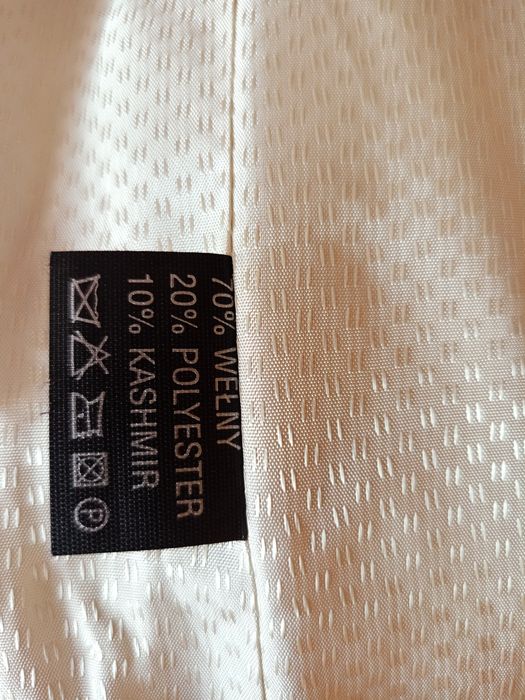 70% WEŁNY
20% POLYESTER
10% KASHMIR
P